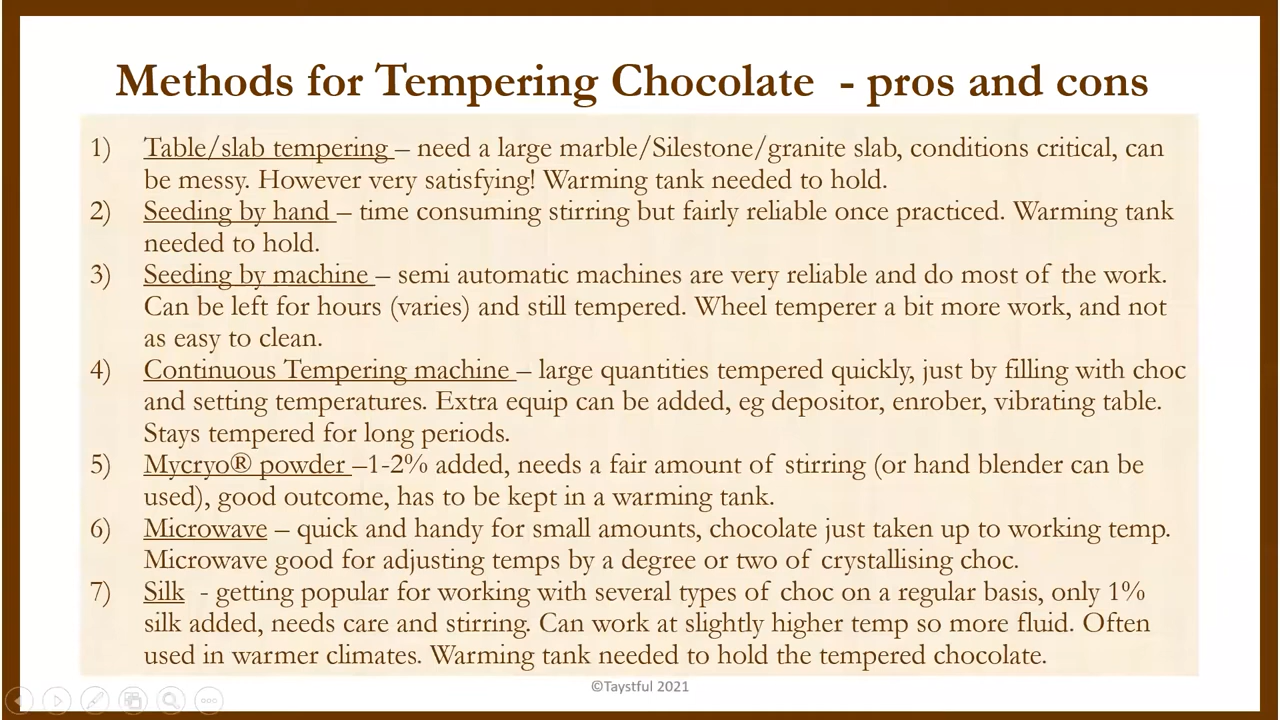 Methods for Tempering Chocolate - pros and cons
1) Table/slab tempering – need a large marble/Silestone/granite slab, conditions critical, can
be messy. However very satisfying! Warming tank needed to hold.
2) Seeding by hand – time consuming stirring but fairly reliable once practiced. Warming tank
needed to hold.
3) Seeding by machine – semi automatic machines are very reliable and do most of the work.
Can be left for hours (varies) and still tempered. Wheel temperer a bit more work, and not
as easy to clean.
4) Continuous Tempering machine – large quantities tempered quickly, just by filling with choc
and setting temperatures. Extra equip can be added, eg depositor, enrober, vibrating table.
Stays tempered for long periods.
5) Mycryo® powder –1-2% added, needs a fair amount of stirring (or hand blender can be
used), good outcome, has to be kept in a warming tank.
6) Microwave – quick and handy for small amounts, chocolate just taken up to working temp.
Microwave good for adjusting temps by a degree or two of crystallising choc.
7) Silk - getting popular for working with several types of choc on a regular basis, only 1%
silk added, needs care and stirring. Can work at slightly higher temp so more fluid. Often
used in warmer climates. Warming tank needed to hold the tempered chocolate.
©Taystful 2021